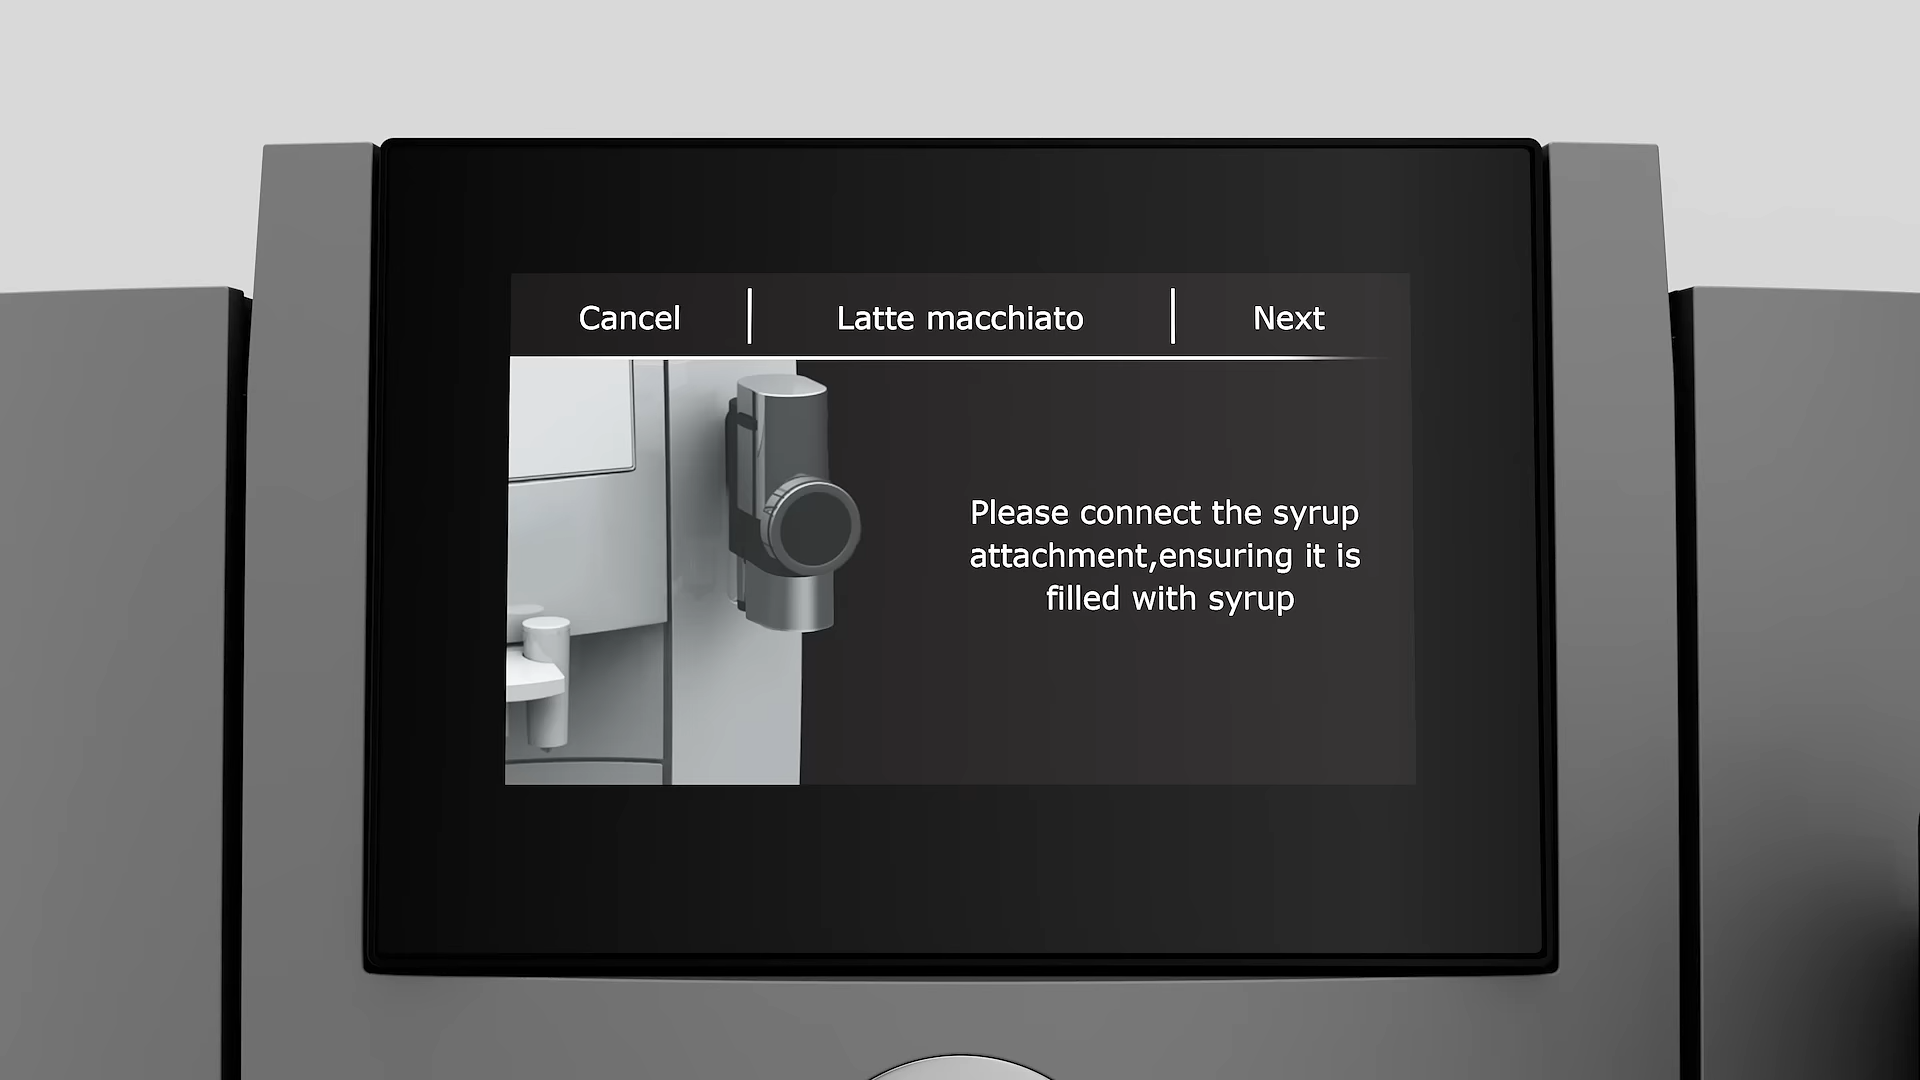 Cancel | Latte macchiato | Next
Please connect the syrup
attachment,ensuring it is
filled with syrup